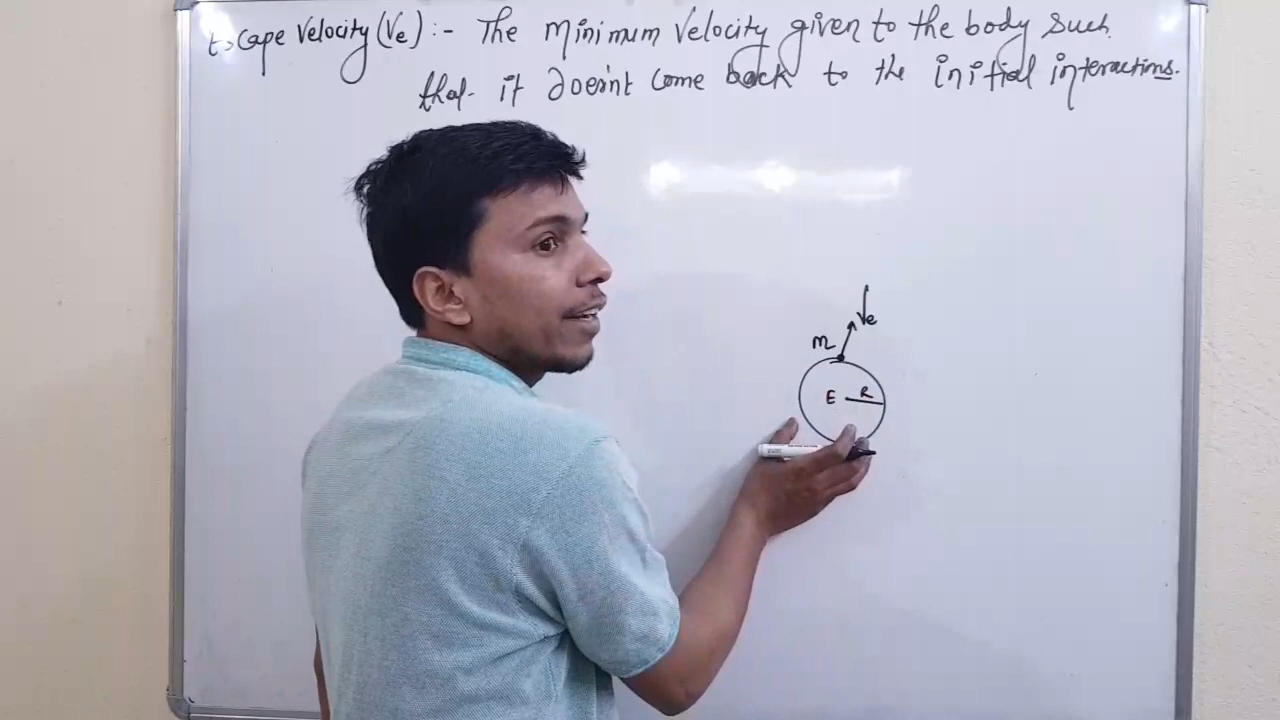 Escape Velocity (Ve) :- The Minimum Velocity given to the body such
that it doesn't come back to the initial interactions.
Ve
m
E R